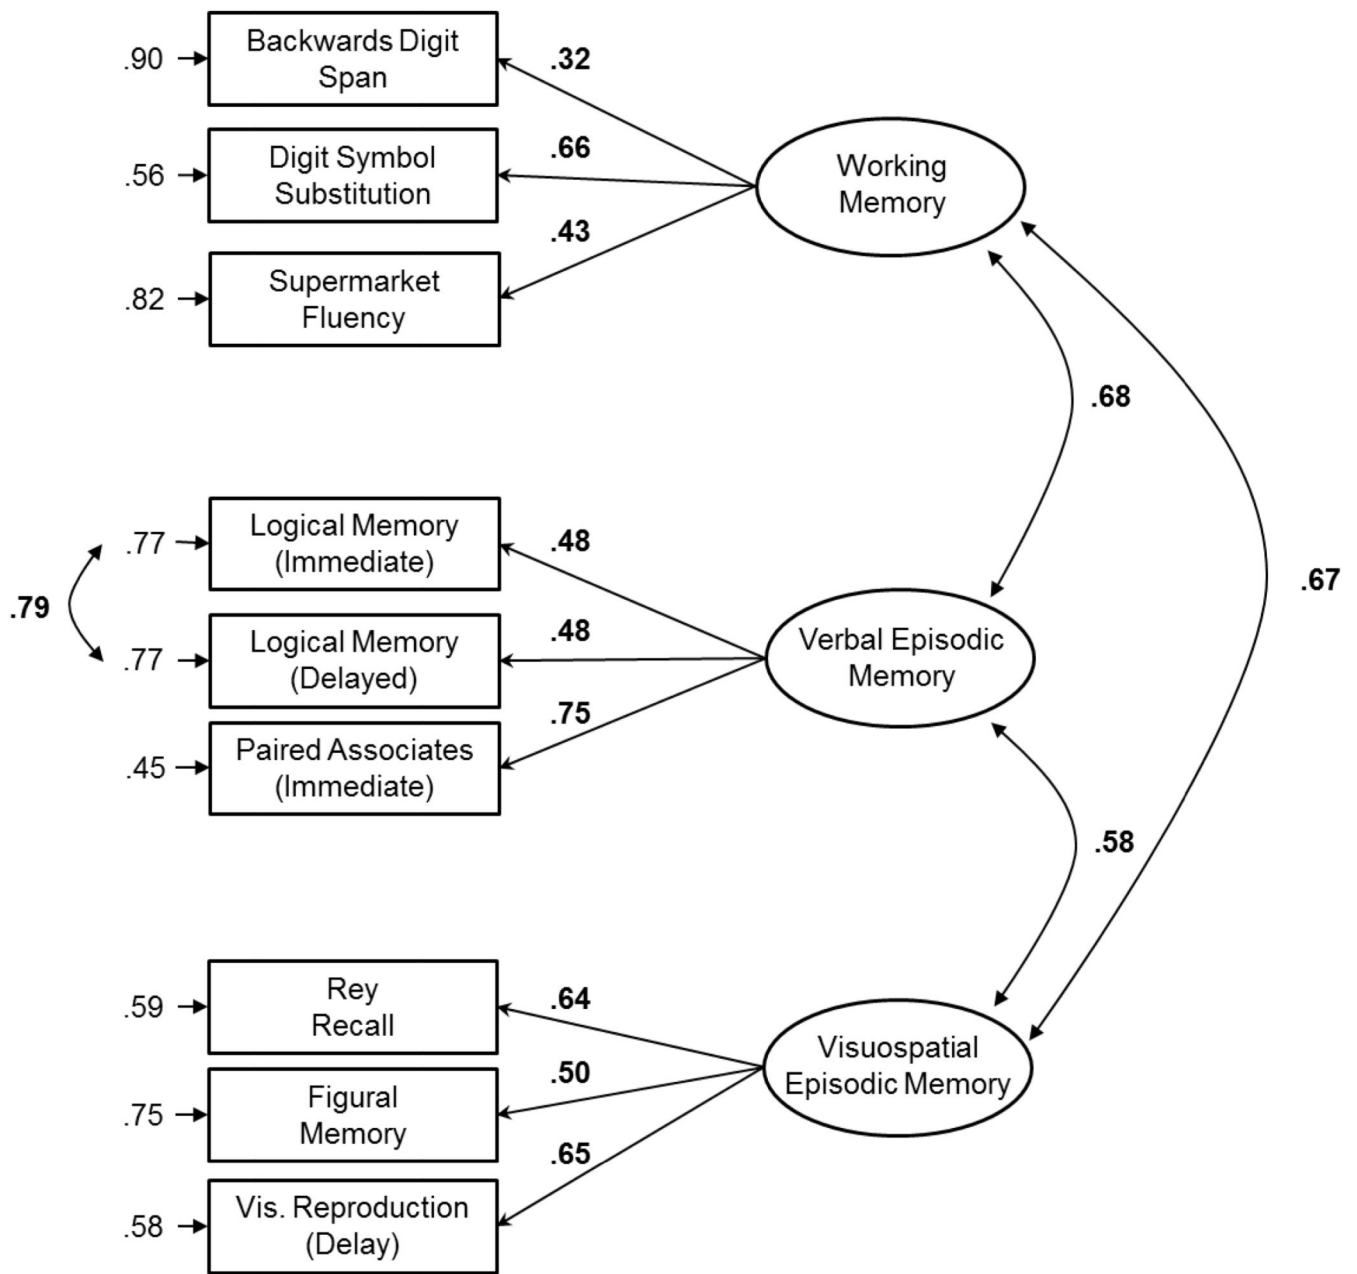 .90
Backwards Digit
Span
.32
.56
Digit Symbol
Substitution
.66
.82
Supermarket
Fluency
.43
Working
Memory
.68
.67
.79
.77
Logical Memory
(Immediate)
.48
.77
Logical Memory
(Delayed)
.48
.45
Paired Associates
(Immediate)
.75
Verbal Episodic
Memory
.58
.59
Rey
Recall
.64
.75
Figural
Memory
.50
.58
Vis. Reproduction
(Delay)
.65
Visuospatial
Episodic Memory